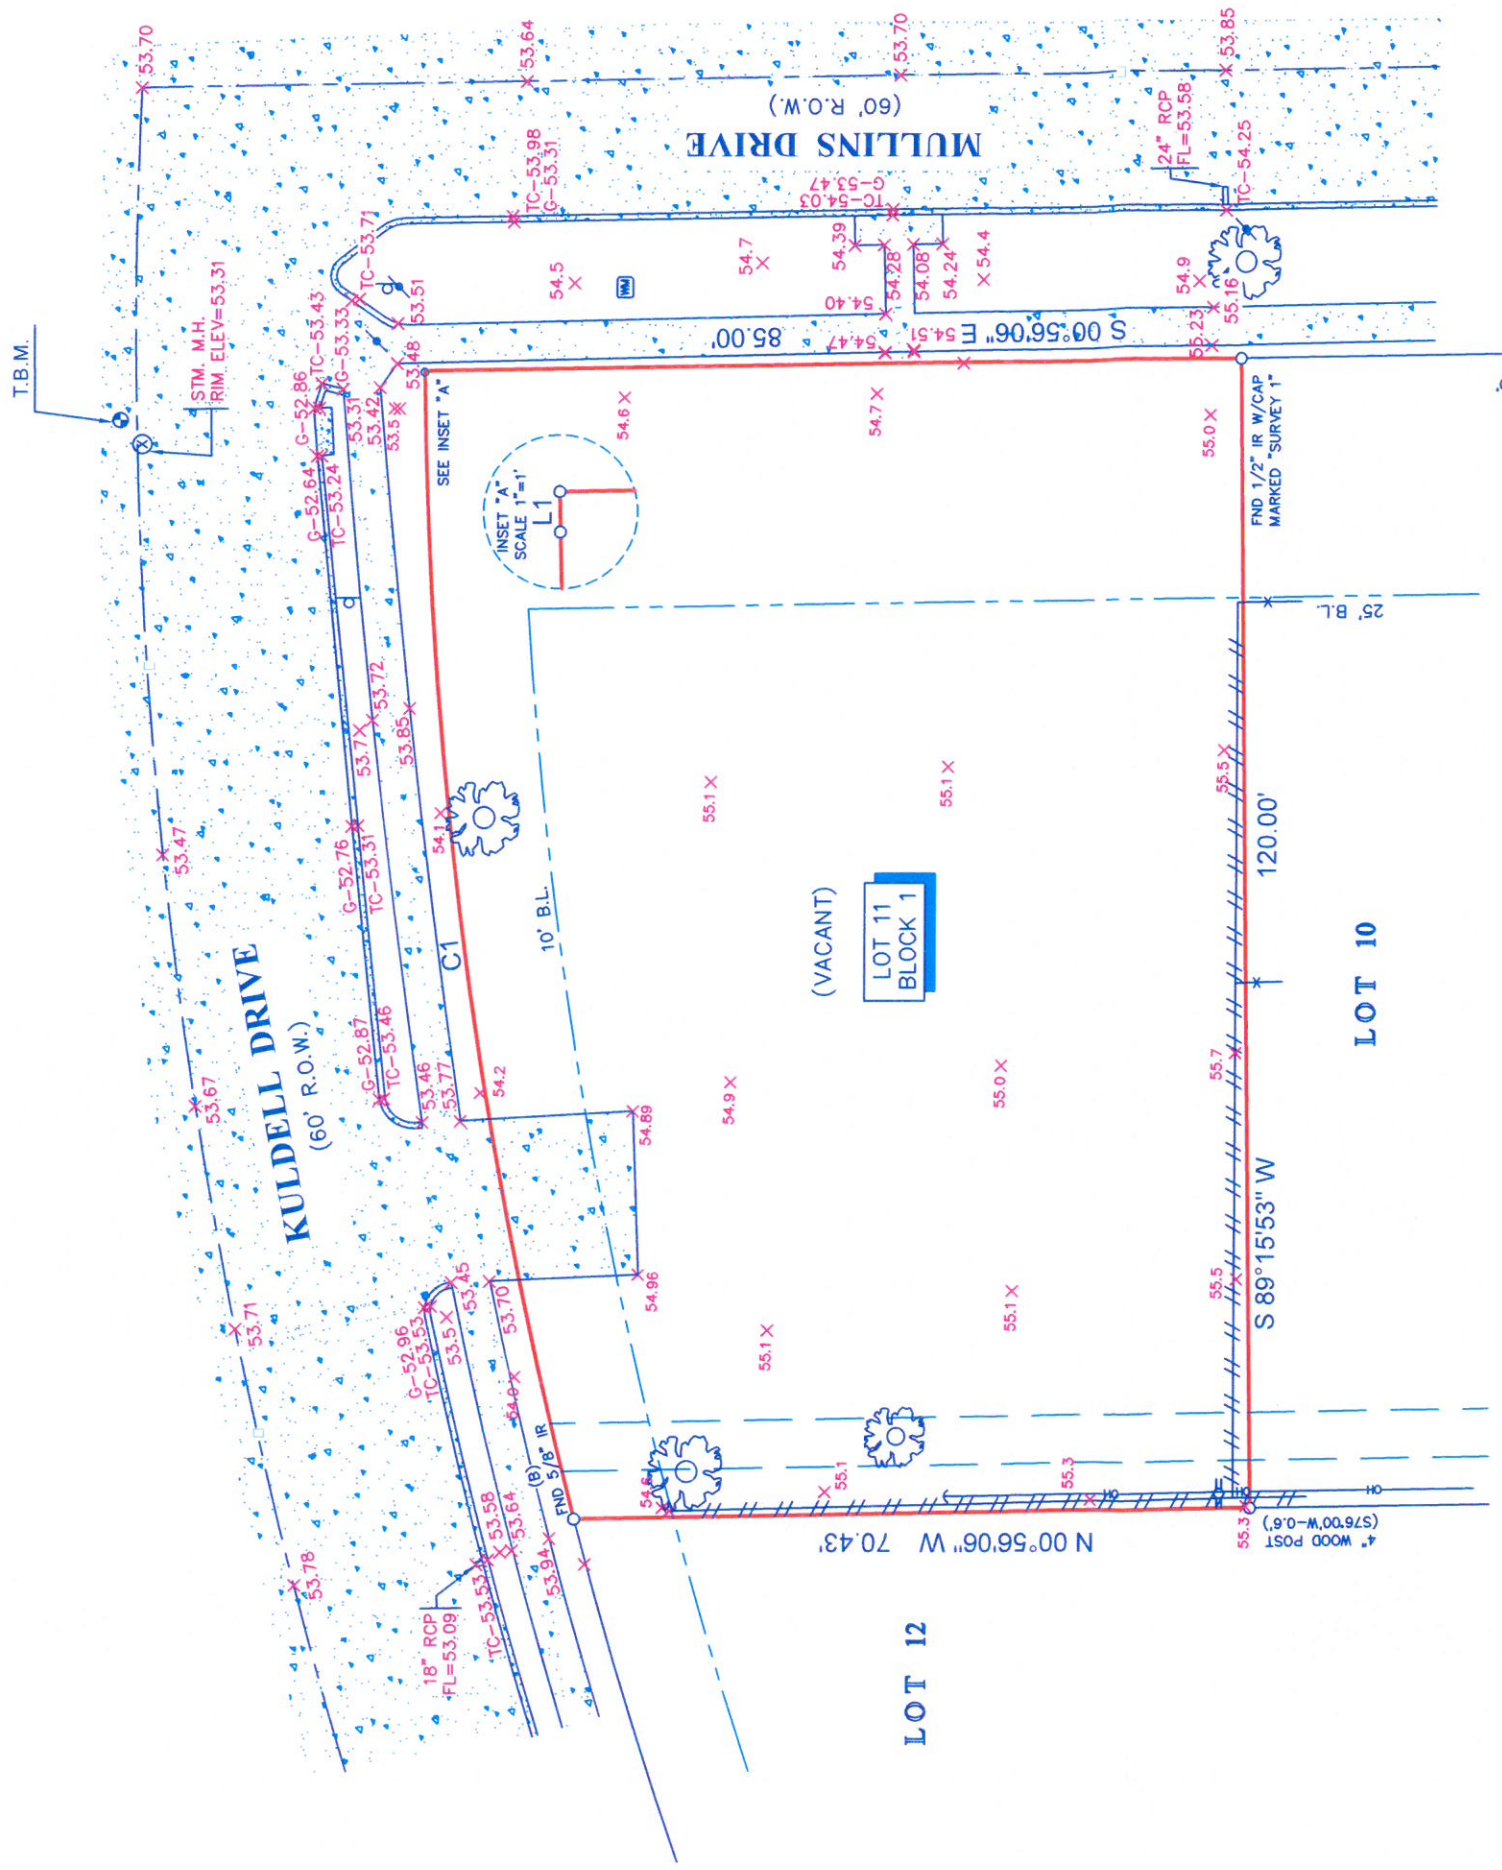 T.B.M.
STM. M.H.
RIM ELEV=53.31
53.70
53.64
53.70
53.85
MULLINS DRIVE
(60' R.O.W.)
24" RCP
FL=53.58
TC-54.25
TC-53.98
G-53.31
TC-54.03
G-53.47
TC-53.71
TC-53.43
G-53.33
G-52.86
G-52.64
TC-53.24
53.31
53.42
53.5
53.48
53.51
54.5
WM
54.7
54.39
54.28
54.08
54.24
54.4
54.40
54.47
54.51
54.9
55.16
55.23
85.00'
S 00°56'06" E
SEE INSET "A"
INSET "A"
SCALE 1"=1'
L1
54.6
54.7
55.0
FND 1/2" IR W/CAP
MARKED "SURVEY 1"
25' B.L.
53.47
53.67
53.71
53.78
KULDELL DRIVE
(60' R.O.W.)
53.72
53.7
53.85
G-52.76
TC-53.31
54.1
C1
10' B.L.
G-52.87
TC-53.46
53.46
53.77
54.2
54.89
54.96
53.45
53.70
G-52.96
TC-53.53
53.5
54.0
FND (B)
5/8" IR
18" RCP
FL=53.09
TC-53.53
53.58
53.64
53.94
55.1
55.1
55.5
(VACANT)
LOT 11
BLOCK 1
120.00'
S 89°15'53" W
LOT 10
54.9
55.0
55.7
55.1
55.1
55.5
54.6
55.1
55.3
OH
OH
55.3
4" WOOD POST
(S76°00'W-0.6')
N 00°56'06" W 70.43'
LOT 12